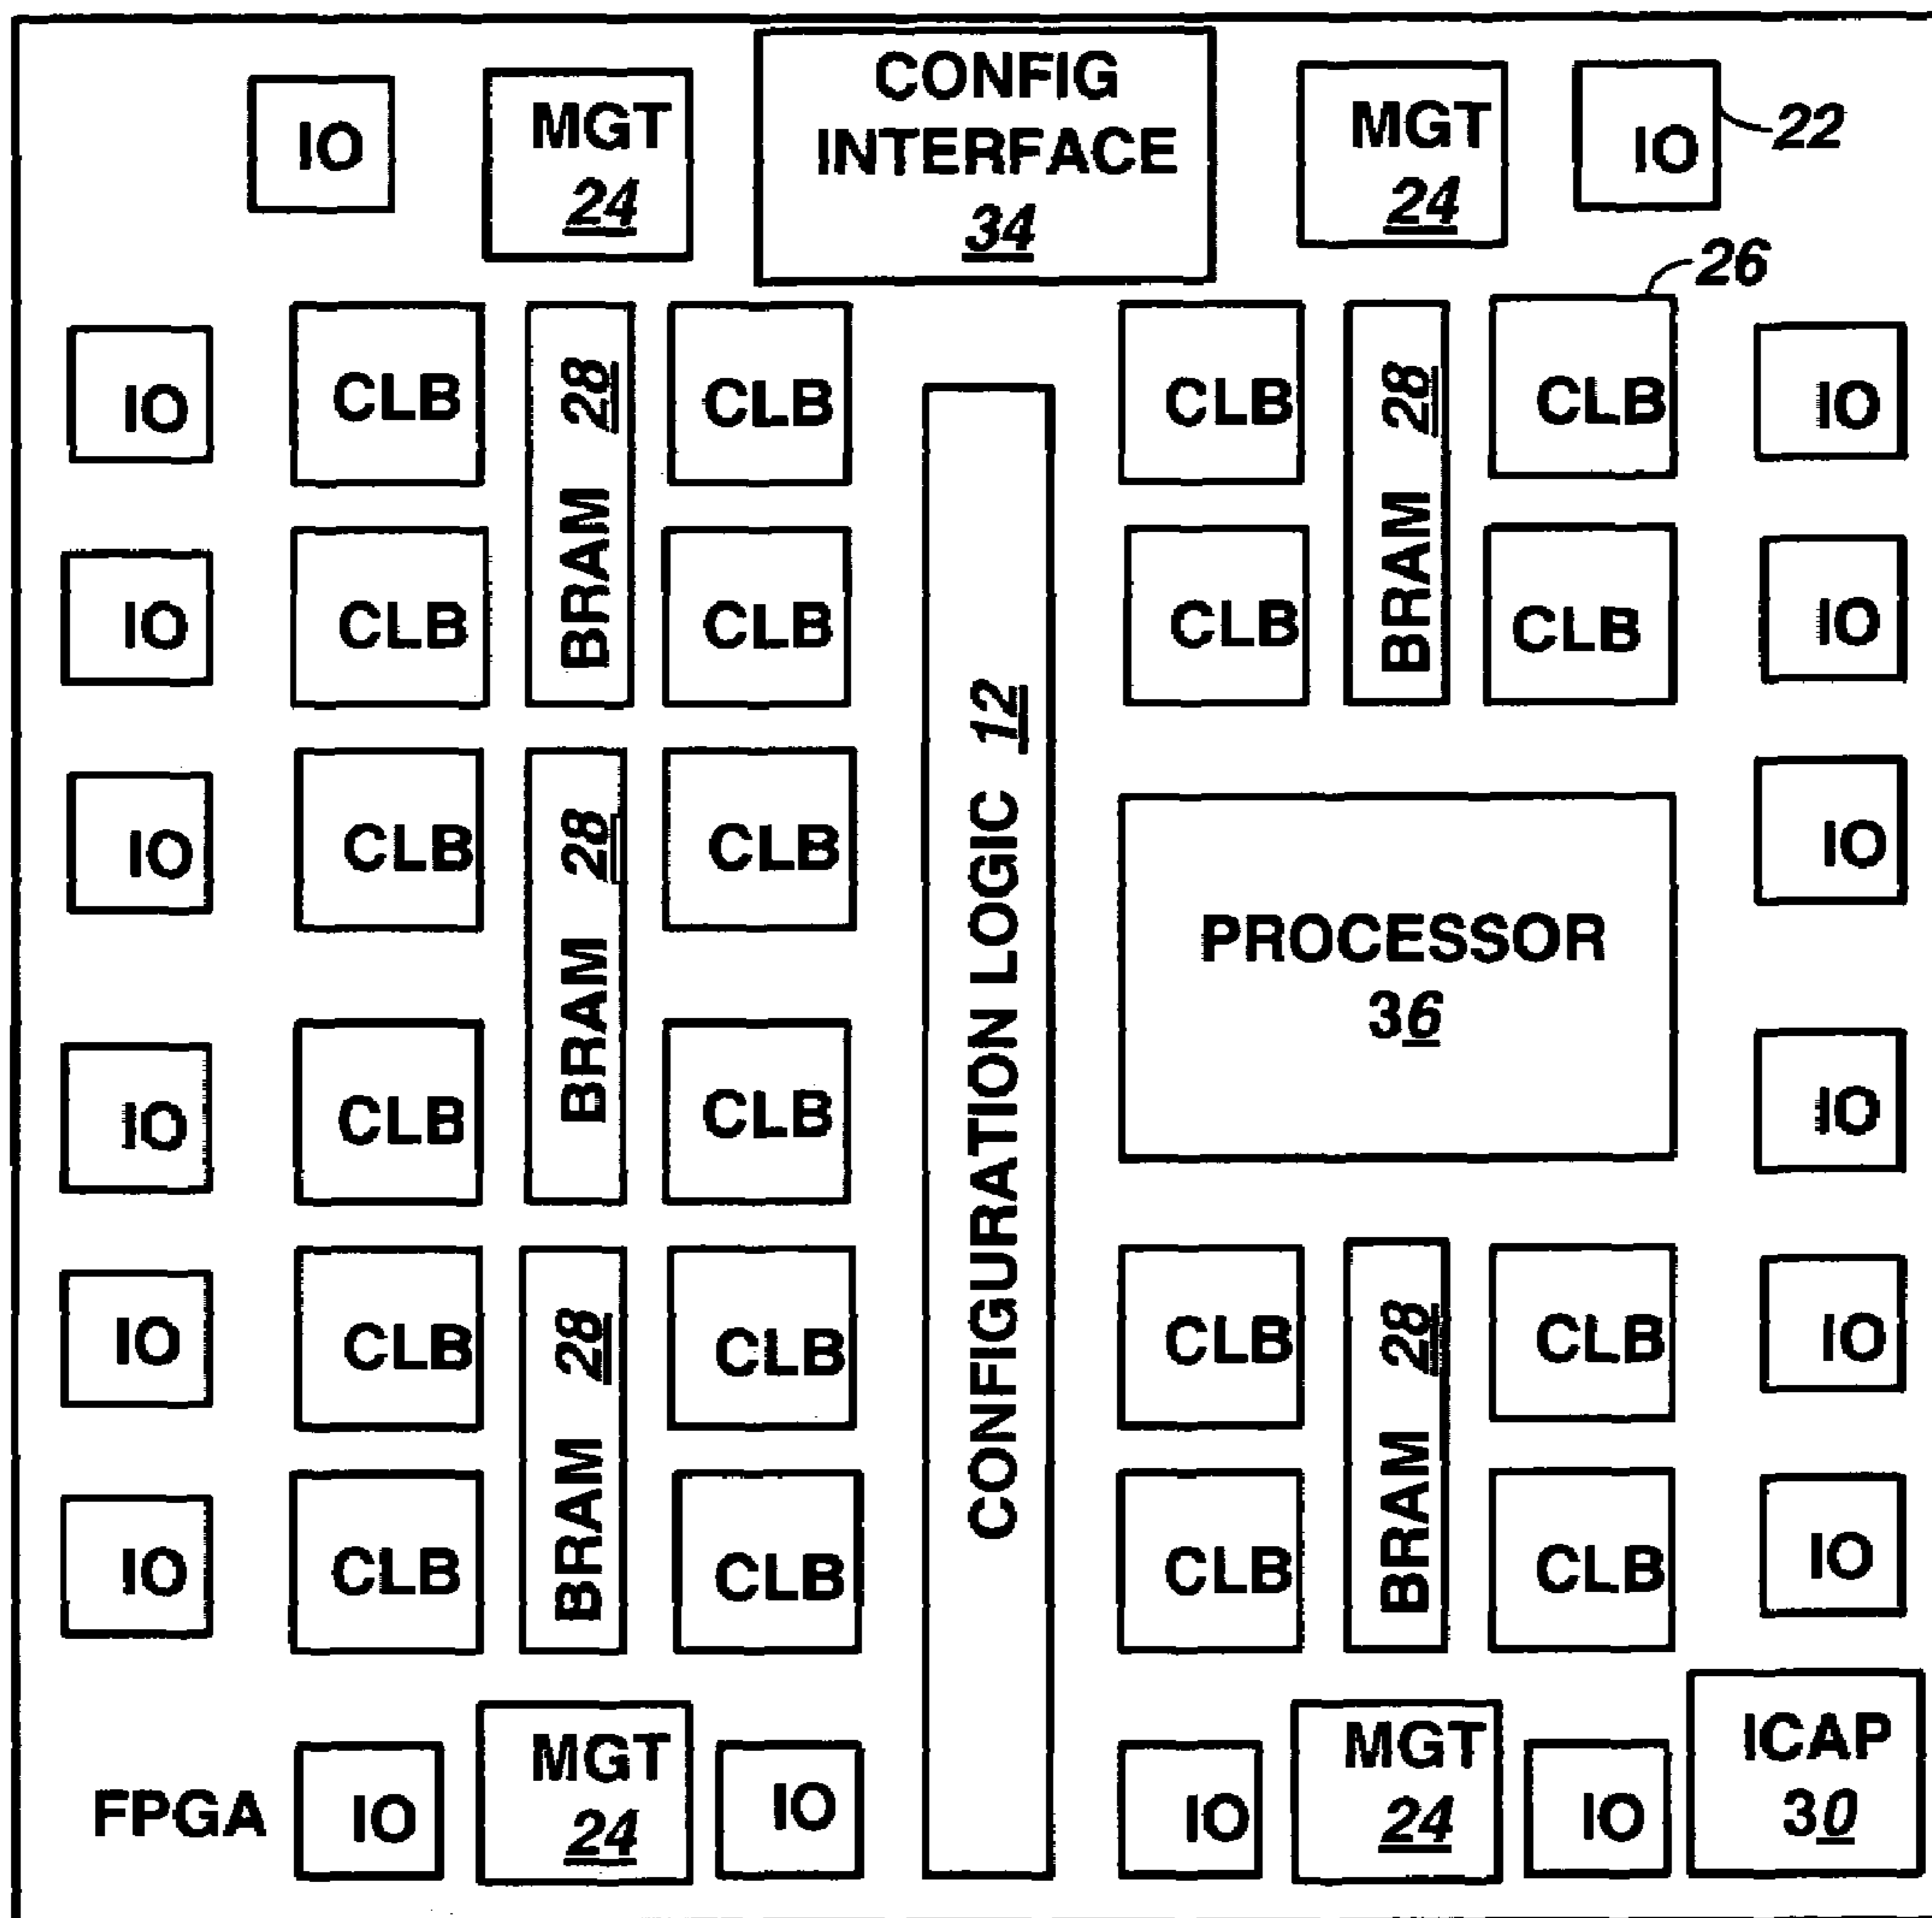 CONFIG
INTERFACE
34
IO
MGT
24
MGT
24
IO
22
26
IO
CLB
BRAM 28
CLB
CLB
BRAM 28
CLB
IO
IO
CLB
CLB
CLB
CLB
IO
CONFIGURATION LOGIC 12
IO
CLB
BRAM 28
CLB
PROCESSOR
36
IO
IO
CLB
CLB
IO
IO
CLB
BRAM 28
CLB
CLB
BRAM 28
CLB
IO
IO
CLB
CLB
CLB
CLB
IO
FPGA
IO
MGT
24
IO
IO
MGT
24
IO
ICAP
30